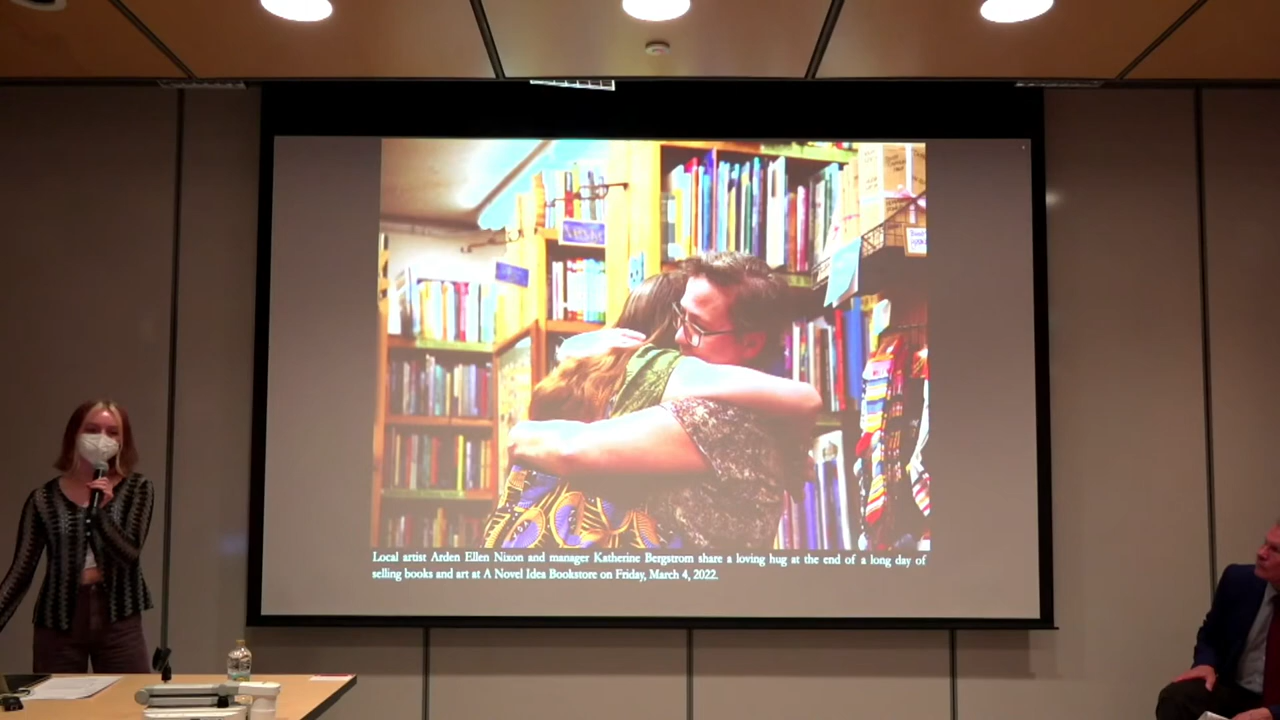 Local artist Arden Ellen Nixon and manager Katherine Bergstrom share a loving hug at the end of a long day of
selling books and art at A Novel Idea Bookstore on Friday, March 4, 2022.